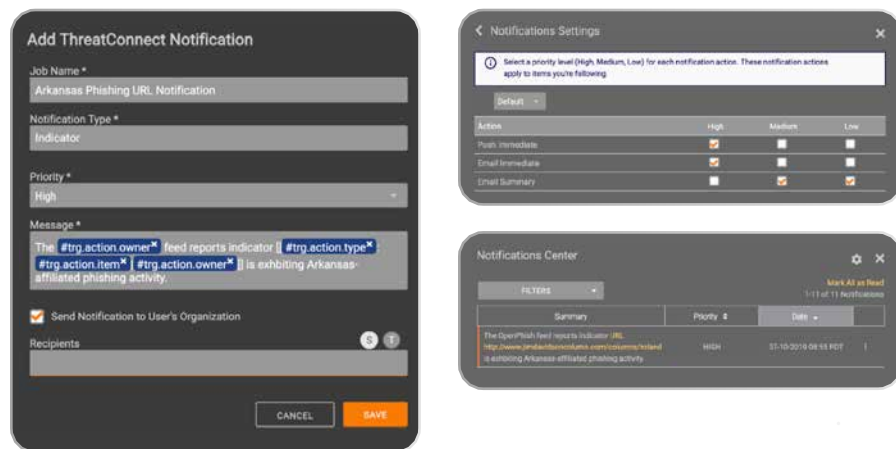 Add ThreatConnect Notification
Job Name *
Arkansas Phishing URL Notification
Notification Type *
Indicator
Priority *
High
Message *
The #trg.action.owner feed reports indicator [[ #trg.action.type :
#trg.action.item | #trg.action.owner ]] is exhbiting Arkansas-
affiliated phishing activity.
Send Notification to User's Organization
Recipients
S T
CANCEL SAVE
Notifications Settings
Select a priority level (High, Medium, Low) for each notification action. These notification actions
apply to items you're following
Default
Action High Medium Low
Push Immediate
Email Immediate
Email Summary
Notifications Center
FILTERS
Mark All as Read
1-11 of 11 Notifications
Summary Priority Date
The OpenPhish feed reports indicator URL
is exhibiting Arkansas-affiliated phishing activity
HIGH